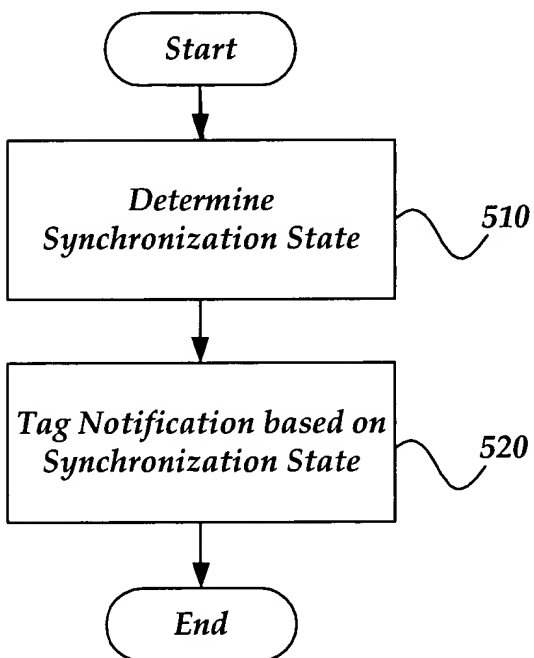 Start
Determine
Synchronization State
510
Tag Notification based on
Synchronization State
520
End